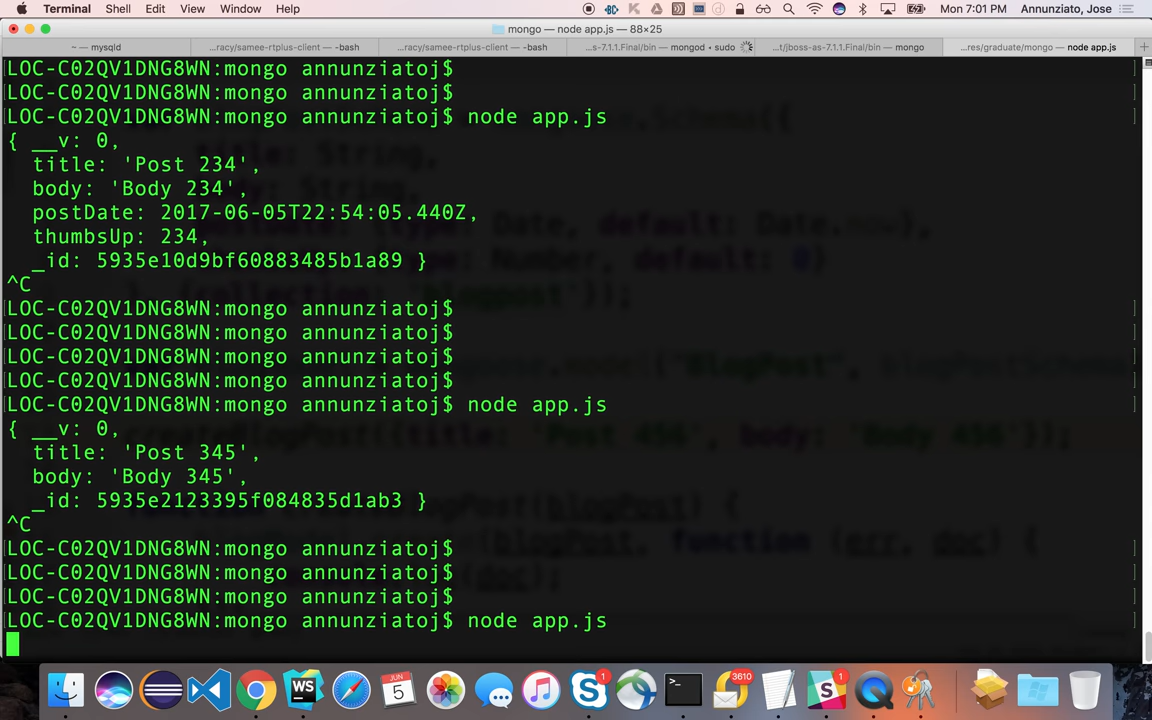 Terminal Shell Edit View Window Help Mon 7:01 PM Annunziato, Jose
mongo — node app.js — 88×25
~ — mysqld ...racy/samee-rtplus-client — -bash ...racy/samee-rtplus-client — -bash ...s-7.1.1.Final/bin — mongod • sudo ...t/jboss-as-7.1.1.Final/bin — mongo ...res/graduate/mongo — node app.js
LOC-C02QV1DNG8WN:mongo annunziatoj$
LOC-C02QV1DNG8WN:mongo annunziatoj$
LOC-C02QV1DNG8WN:mongo annunziatoj$ node app.js
{ __v: 0,
title: 'Post 234',
body: 'Body 234',
postDate: 2017-06-05T22:54:05.440Z,
thumbsUp: 234,
_id: 5935e10d9bf60883485b1a89 }
^C
LOC-C02QV1DNG8WN:mongo annunziatoj$
LOC-C02QV1DNG8WN:mongo annunziatoj$
LOC-C02QV1DNG8WN:mongo annunziatoj$
LOC-C02QV1DNG8WN:mongo annunziatoj$
LOC-C02QV1DNG8WN:mongo annunziatoj$ node app.js
{ __v: 0,
title: 'Post 345',
body: 'Body 345',
_id: 5935e2123395f084835d1ab3 }
^C
LOC-C02QV1DNG8WN:mongo annunziatoj$
LOC-C02QV1DNG8WN:mongo annunziatoj$
LOC-C02QV1DNG8WN:mongo annunziatoj$
LOC-C02QV1DNG8WN:mongo annunziatoj$ node app.js
WS JUN 5 1 3610 1